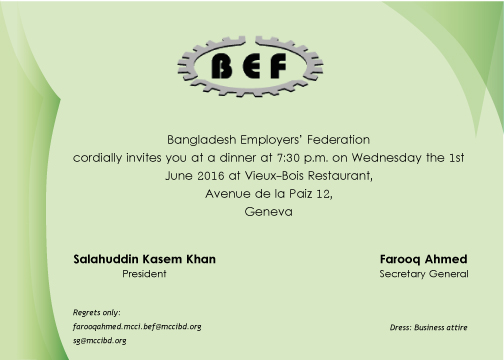 BEF
Bangladesh Employers' Federation
cordially invites you at a dinner at 7:30 p.m. on Wednesday the 1st
June 2016 at Vieux-Bois Restaurant,
Avenue de la Paiz 12,
Geneva
Salahuddin Kasem Khan
President
Farooq Ahmed
Secretary General
Regrets only:
farooqahmed.mcci.bef@mccibd.org
sg@mccibd.org
Dress: Business attire